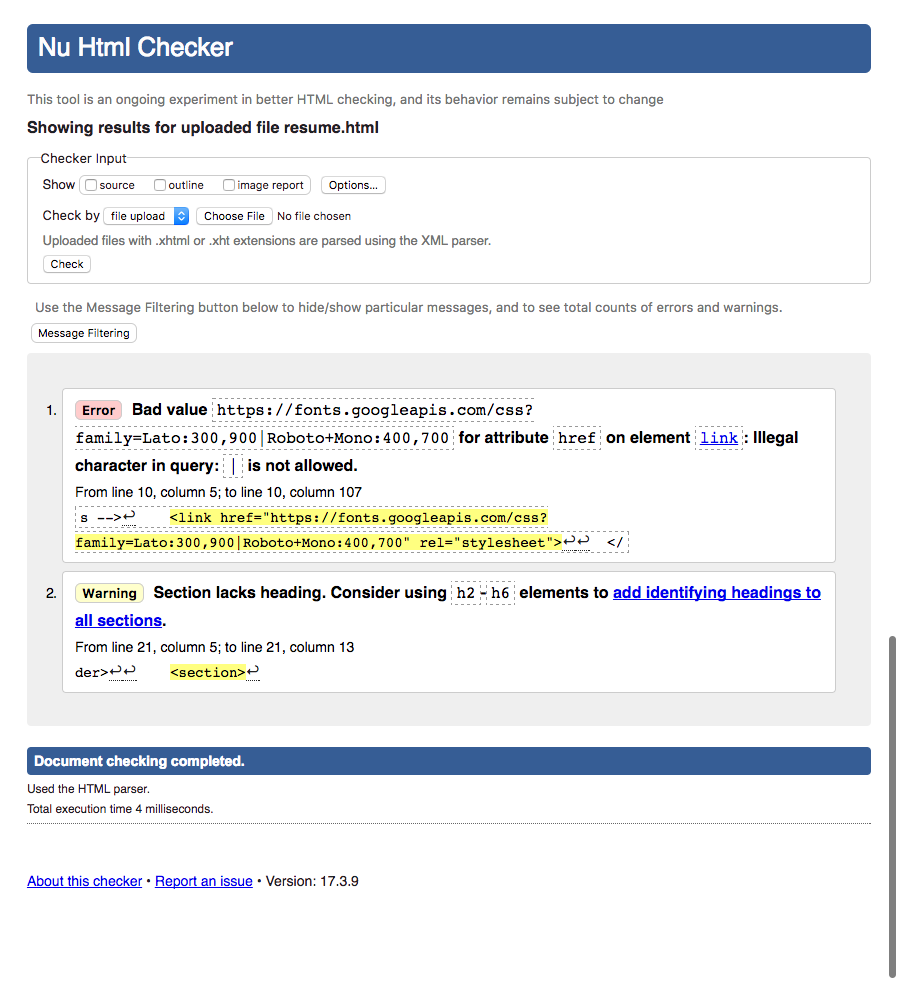 Nu Html Checker
This tool is an ongoing experiment in better HTML checking, and its behavior remains subject to change
Showing results for uploaded file resume.html
Checker Input
Show source outline image report Options...
Check by file upload Choose File No file chosen
Uploaded files with .xhtml or .xht extensions are parsed using the XML parser.
Check
Use the Message Filtering button below to hide/show particular messages, and to see total counts of errors and warnings.
Message Filtering
1. Error Bad value https://fonts.googleapis.com/css?
family=Lato:300,900|Roboto+Mono:400,700 for attribute href on element link: Illegal
character in query: | is not allowed.
From line 10, column 5; to line 10, column 107
s -->↩ <link href="https://fonts.googleapis.com/css?
family=Lato:300,900|Roboto+Mono:400,700" rel="stylesheet">↩↩ </
2. Warning Section lacks heading. Consider using h2-h6 elements to add identifying headings to
all sections.
From line 21, column 5; to line 21, column 13
der>↩↩ <section>↩
Document checking completed.
Used the HTML parser.
Total execution time 4 milliseconds.
About this checker • Report an issue • Version: 17.3.9